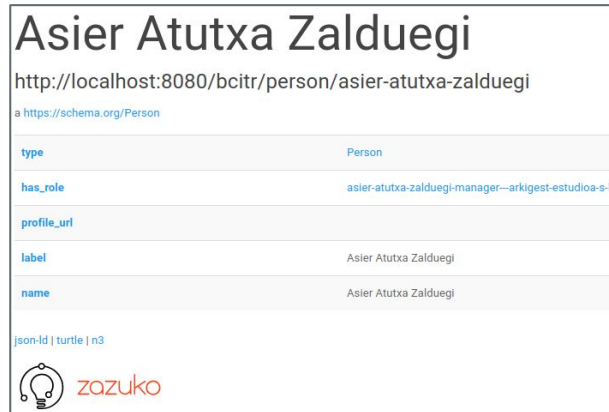 Asier Atutxa Zalduegi
http://localhost:8080/bcitr/person/asier-atutxa-zalduegi
a https://schema.org/Person
type Person
has_role asier-atutxa-zalduegi-manager---arkigest-estudioa-s-
profile_url
label Asier Atutxa Zalduegi
name Asier Atutxa Zalduegi
json-ld | turtle | n3
zazuko